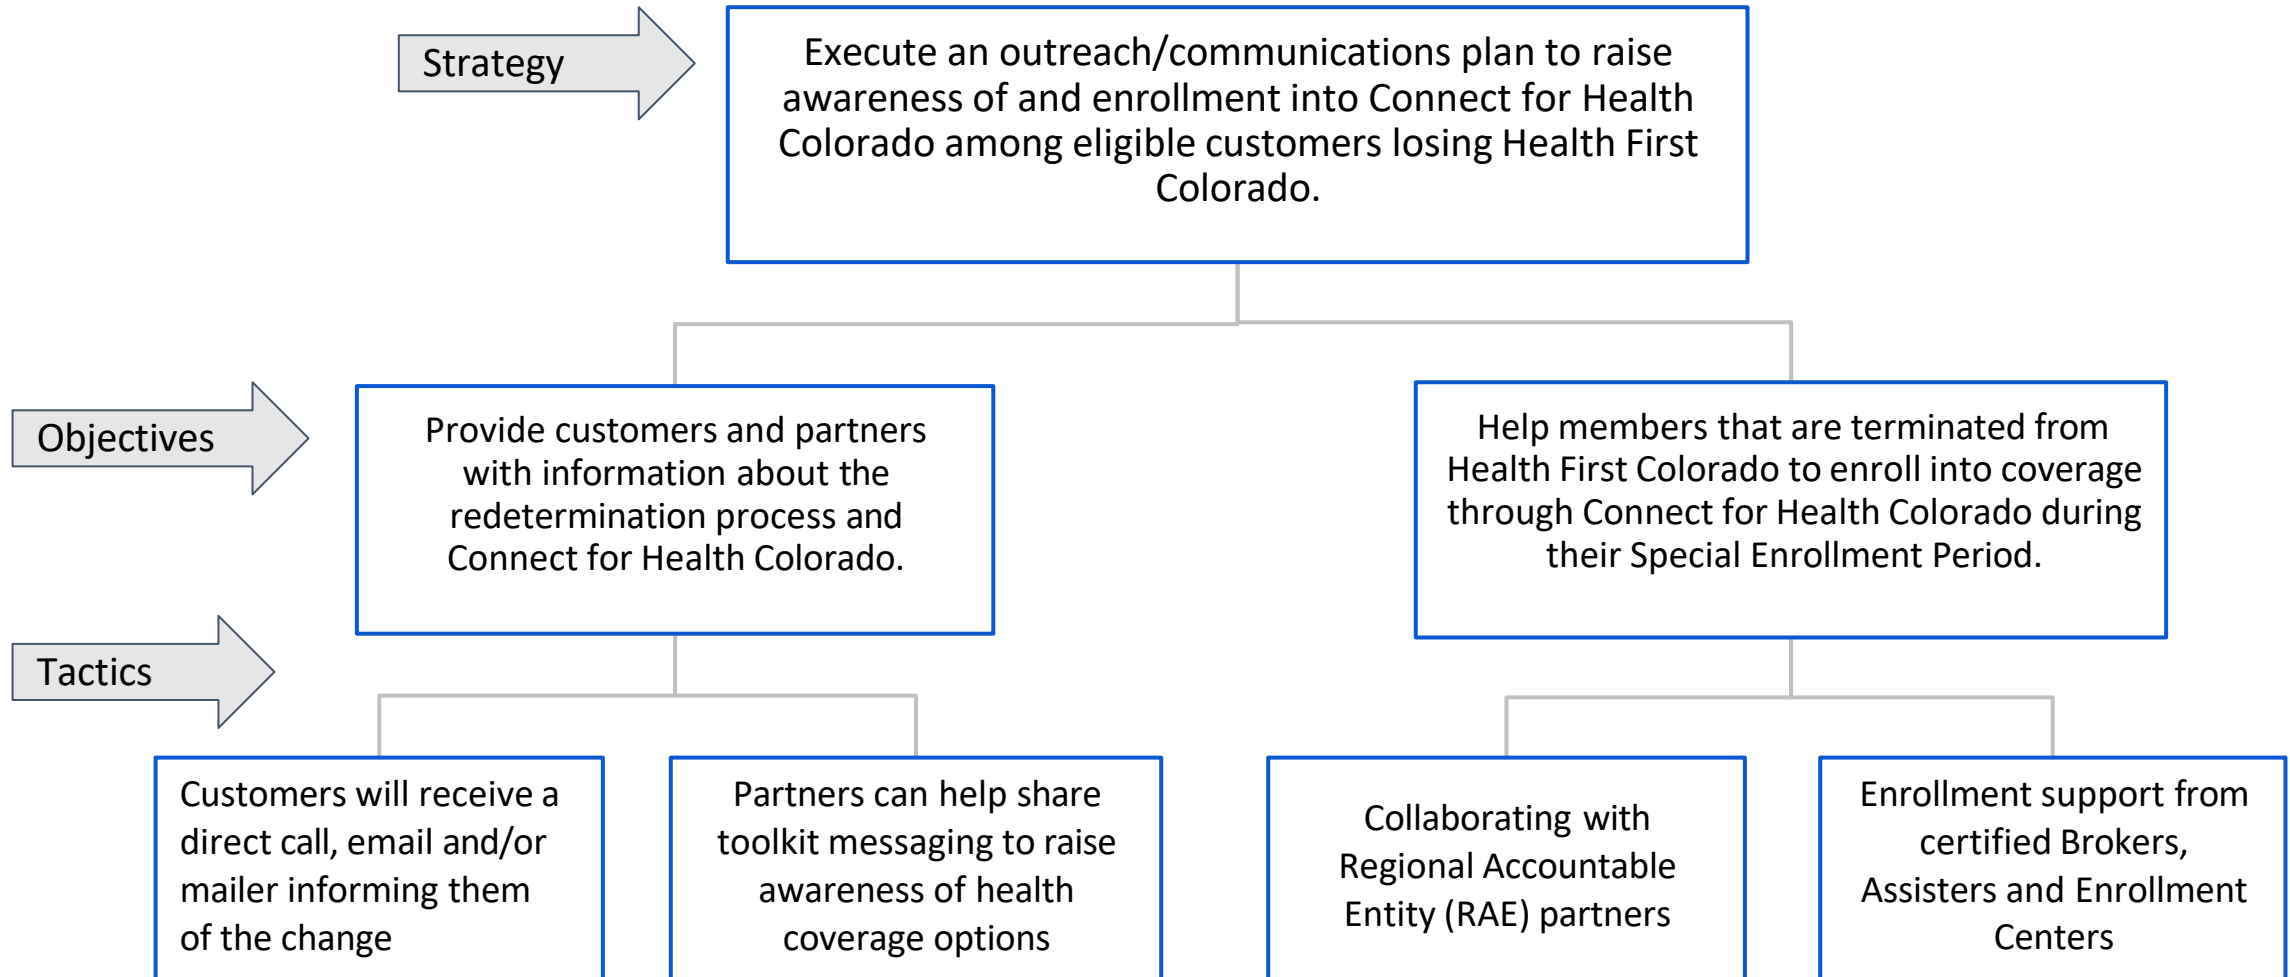 Strategy
Execute an outreach/communications plan to raise
awareness of and enrollment into Connect for Health
Colorado among eligible customers losing Health First
Colorado.
Objectives
Provide customers and partners
with information about the
redetermination process and
Connect for Health Colorado.
Help members that are terminated from
Health First Colorado to enroll into coverage
through Connect for Health Colorado during
their Special Enrollment Period.
Tactics
Customers will receive a
direct call, email and/or
mailer informing them
of the change
Partners can help share
toolkit messaging to raise
awareness of health
coverage options
Collaborating with
Regional Accountable
Entity (RAE) partners
Enrollment support from
certified Brokers,
Assisters and Enrollment
Centers